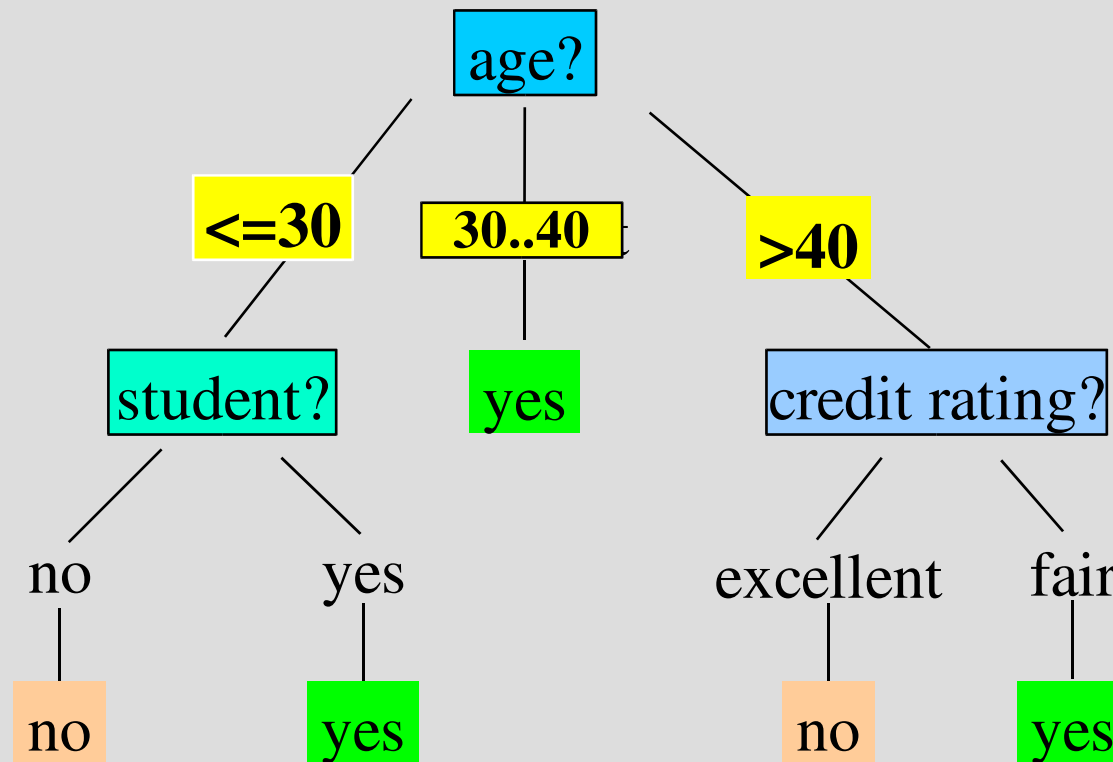 age?
<=30
30..40
>40
student?
yes
credit rating?
no
yes
excellent
fair
no
yes
no
yes